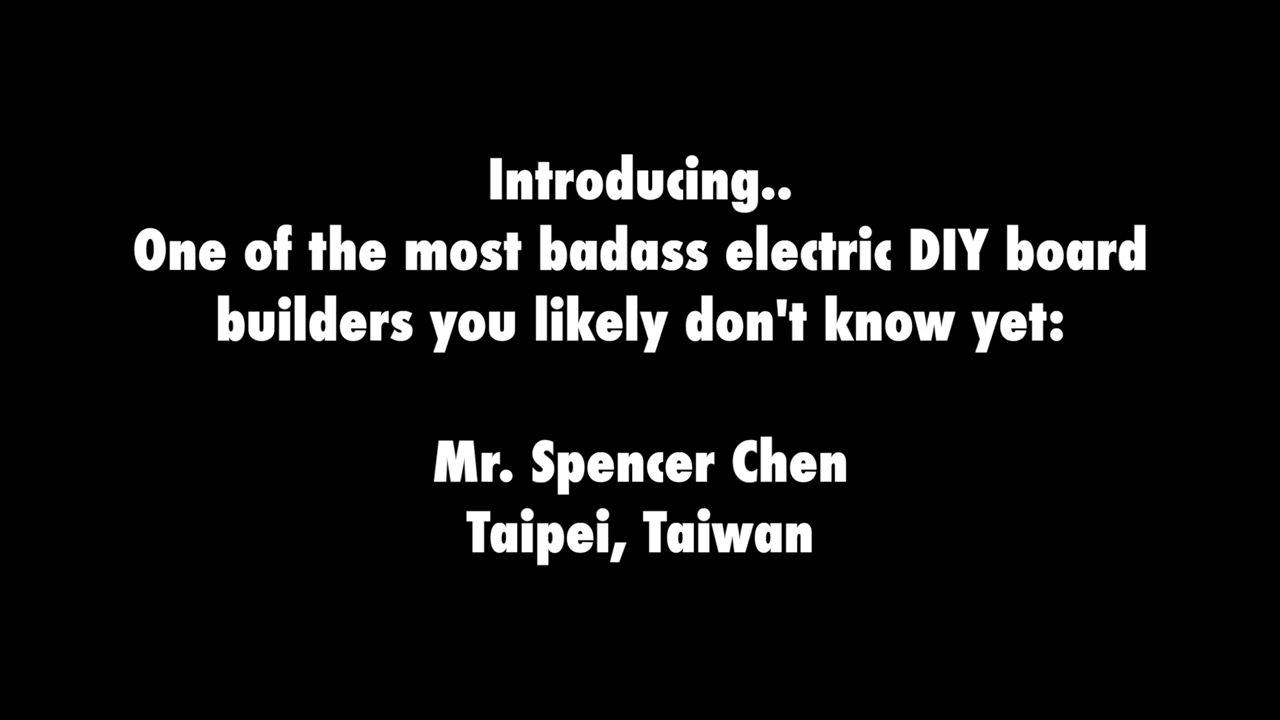 Introducing..
One of the most badass electric DIY board
builders you likely don't know yet:
Mr. Spencer Chen
Taipei, Taiwan